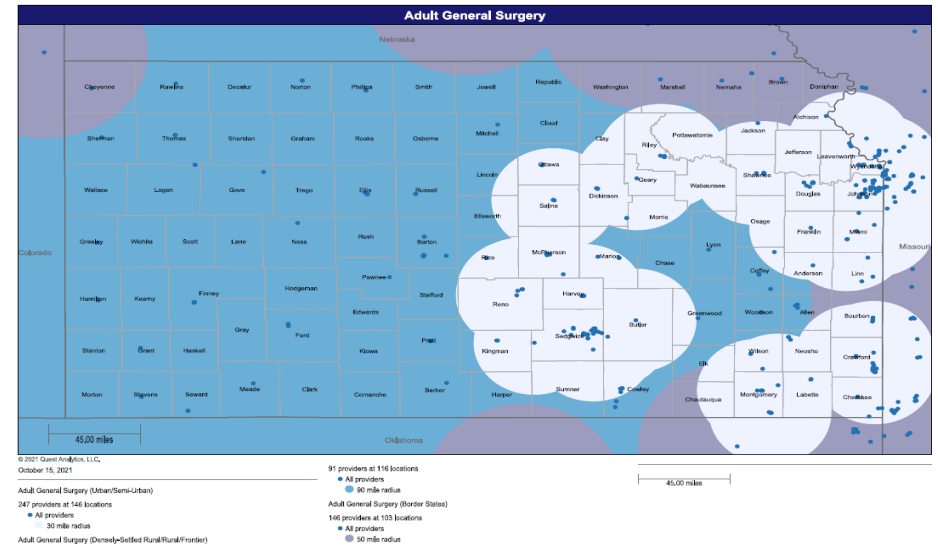 Adult General Surgery
Nebraska
Cheyenne Rawlins Decatur Norton Phillips Smith Jewell Republic Washington Marshall Nemaha Brown Doniphan
Sherman Thomas Sheridan Graham Rooks Osborne Mitchell Cloud Clay Riley Pottawatomie Jackson Atchison
Jefferson Leavenworth Wyandotte
Wallace Logan Gove Trego Ellis Russell Lincoln Ottawa Geary Wabaunsee Shawnee Douglas Johnson
Saline Dickinson Morris Osage
Ellsworth
Greeley Wichita Scott Lane Ness Rush Barton Rice McPherson Marion Chase Lyon Franklin Miami
Colorado
Missouri
Hamilton Kearny Finney Hodgeman Pawnee Stafford Reno Harvey Coffey Anderson Linn
Edwards
Gray Ford Sedgwick Butler Greenwood Woodson Allen Bourbon
Stanton Grant Haskell Kiowa Pratt Kingman Elk Wilson Neosho Crawford
Morton Stevens Seward Meade Clark Comanche Barber Harper Sumner Cowley Chautauqua Montgomery Labette Cherokee
45.00 miles
Oklahoma
© 2021 Quest Analytics, LLC.
October 15, 2021
Adult General Surgery (Urban/Semi-Urban)
247 providers at 146 locations
All providers
30 mile radius
Adult General Surgery (Densely-Settled Rural/Rural/Frontier)
91 providers at 116 locations
All providers
90 mile radius
Adult General Surgery (Border States)
146 providers at 103 locations
All providers
50 mile radius
45.00 miles